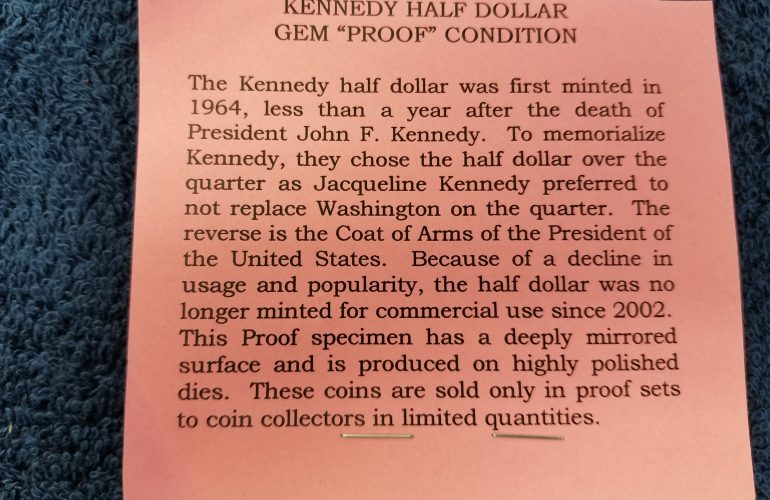 KENNEDY HALF DOLLAR
GEM “PROOF” CONDITION
The Kennedy half dollar was first minted in
1964, less than a year after the death of
President John F. Kennedy. To memorialize
Kennedy, they chose the half dollar over the
quarter as Jacqueline Kennedy preferred to
not replace Washington on the quarter. The
reverse is the Coat of Arms of the President of
the United States. Because of a decline in
usage and popularity, the half dollar was no
longer minted for commercial use since 2002.
This Proof specimen has a deeply mirrored
surface and is produced on highly polished
dies. These coins are sold only in proof sets
to coin collectors in limited quantities.